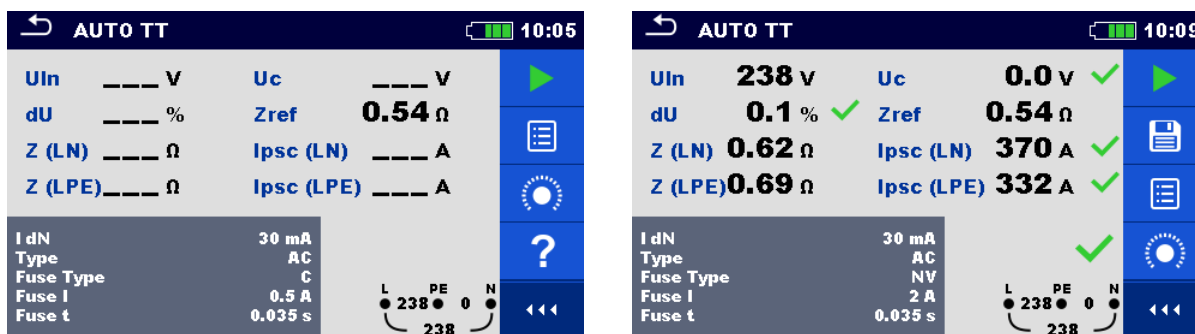 AUTO TT 10:05
Uln ___ V Uc ___ V
dU ___ % Zref 0.54 Ω
Z (LN) ___ Ω Ipsc (LN) ___ A
Z (LPE)___ Ω Ipsc (LPE) ___ A
I dN 30 mA
Type AC
Fuse Type C
Fuse I 0.5 A
Fuse t 0.035 s
?
L PE N
238 0
238
AUTO TT 10:09
Uln 238 V Uc 0.0 V
dU 0.1 % Zref 0.54 Ω
Z (LN) 0.62 Ω Ipsc (LN) 370 A
Z (LPE)0.69 Ω Ipsc (LPE) 332 A
I dN 30 mA
Type AC
Fuse Type NV
Fuse I 2 A
Fuse t 0.035 s
L PE N
238 0
238